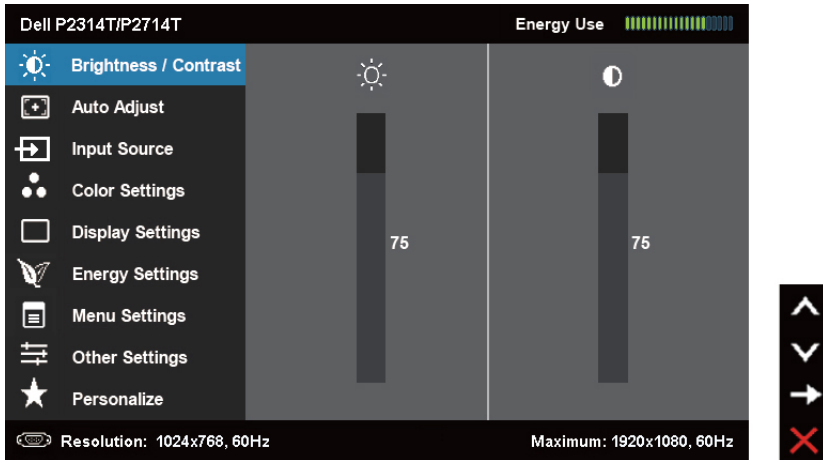 Dell P2314T/P2714T
Energy Use
Brightness / Contrast
Auto Adjust
Input Source
Color Settings
Display Settings
75
75
Energy Settings
Menu Settings
Other Settings
Personalize
Resolution: 1024x768, 60Hz
Maximum: 1920x1080, 60Hz